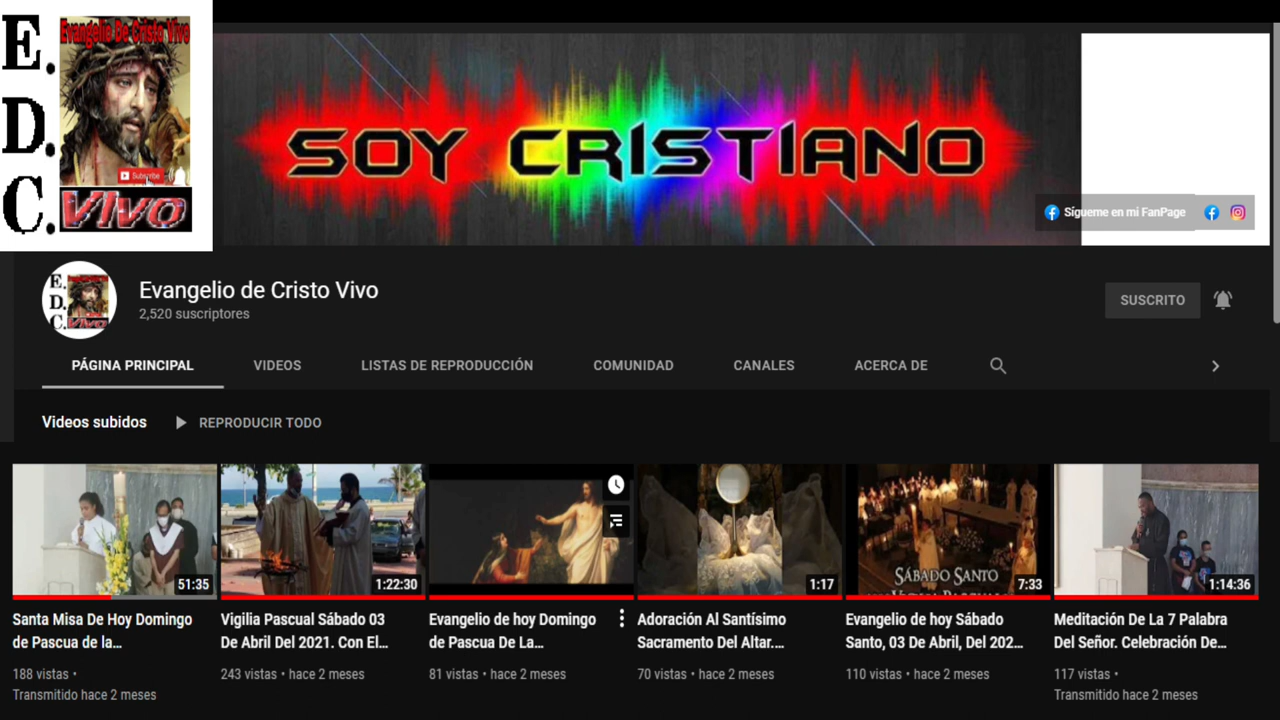 E.
D.
C.
Evangelio De Cristo Vivo
Subscribe
Vivo
SOY CRISTIANO
Sígueme en mi FanPage
E.
D.
C.
Vivo
Evangelio de Cristo Vivo
2,520 suscriptores
SUSCRITO
PÁGINA PRINCIPAL VIDEOS LISTAS DE REPRODUCCIÓN COMUNIDAD CANALES ACERCA DE
Videos subidos REPRODUCIR TODO
51:35
1:22:30
1:17
SÁBADO SANTO
7:33
1:14:36
Santa Misa De Hoy Domingo
de Pascua de la...
188 vistas •
Transmitido hace 2 meses
Vigilia Pascual Sábado 03
De Abril Del 2021. Con El...
243 vistas • hace 2 meses
Evangelio de hoy Domingo
de Pascua De La...
81 vistas • hace 2 meses
Adoración Al Santísimo
Sacramento Del Altar....
70 vistas • hace 2 meses
Evangelio de hoy Sábado
Santo, 03 De Abril, Del 202...
110 vistas • hace 2 meses
Meditación De La 7 Palabra
Del Señor. Celebración De...
117 vistas •
Transmitido hace 2 meses